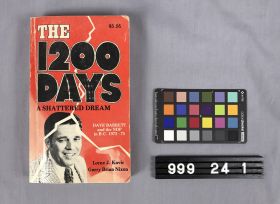 THE
$5.95
1200
DAYS
A SHATTERED DREAM
DAVE BARRETT
and the NDP
in B.C. 1972-75
Lorne J. Kavic
Garry Brian Nixon
999 24 1